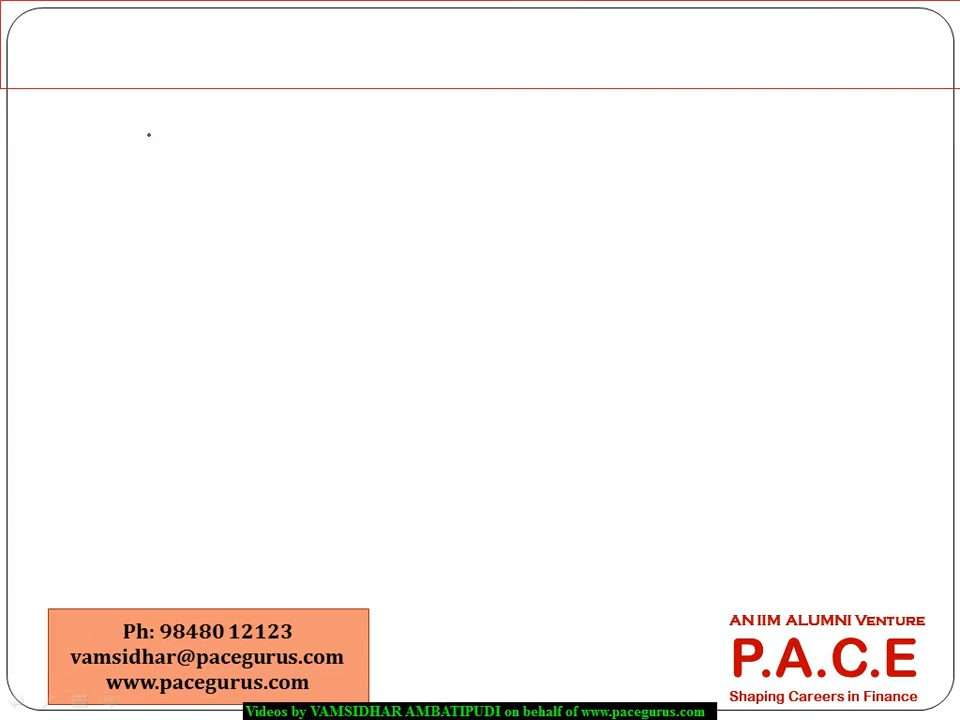 Ph: 98480 12123
vamsidhar@pacegurus.com
www.pacegurus.com
AN IIM ALUMNI VENTURE
P.A.C.E
Shaping Careers in Finance
Videos by VAMSIDHAR AMBATIPUDI on behalf of www.pacegurus.com